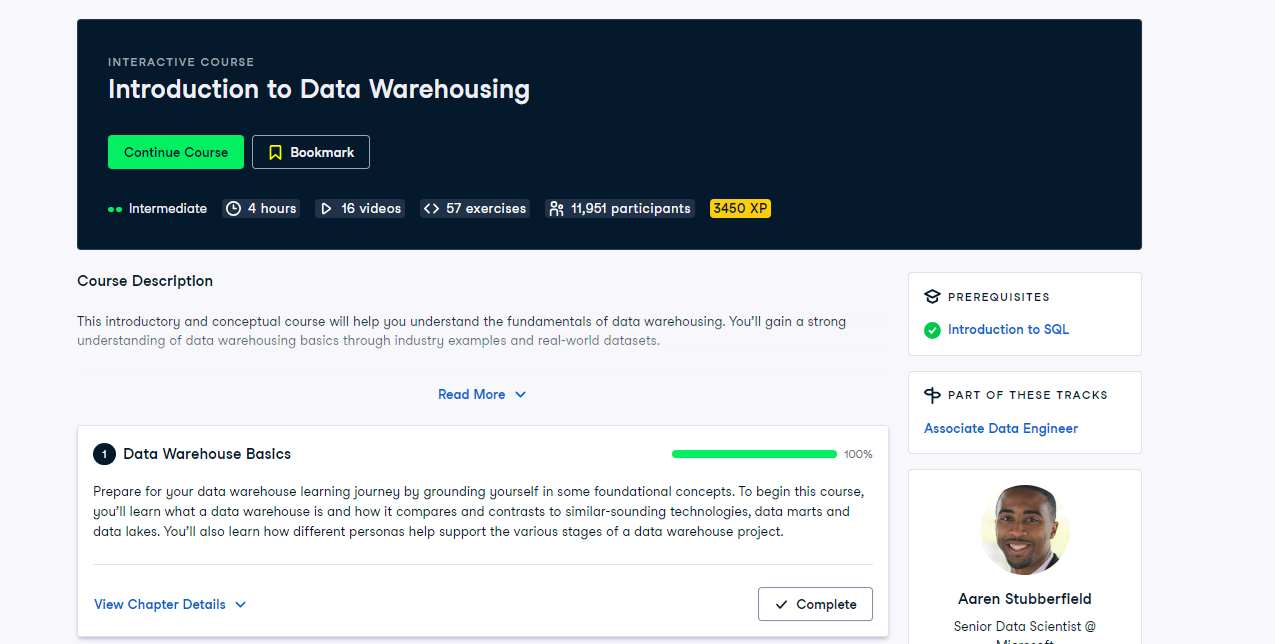 INTERACTIVE COURSE
Introduction to Data Warehousing
Continue Course
Bookmark
Intermediate
4 hours
16 videos
57 exercises
11,951 participants
3450 XP
Course Description
This introductory and conceptual course will help you understand the fundamentals of data warehousing. You’ll gain a strong
understanding of data warehousing basics through industry examples and real-world datasets.
Read More
1 Data Warehouse Basics
100%
Prepare for your data warehouse learning journey by grounding yourself in some foundational concepts. To begin this course,
you’ll learn what a data warehouse is and how it compares and contrasts to similar-sounding technologies, data marts and
data lakes. You’ll also learn how different personas help support the various stages of a data warehouse project.
View Chapter Details
Complete
PREREQUISITES
Introduction to SQL
PART OF THESE TRACKS
Associate Data Engineer
Aaren Stubberfield
Senior Data Scientist @
Microsoft